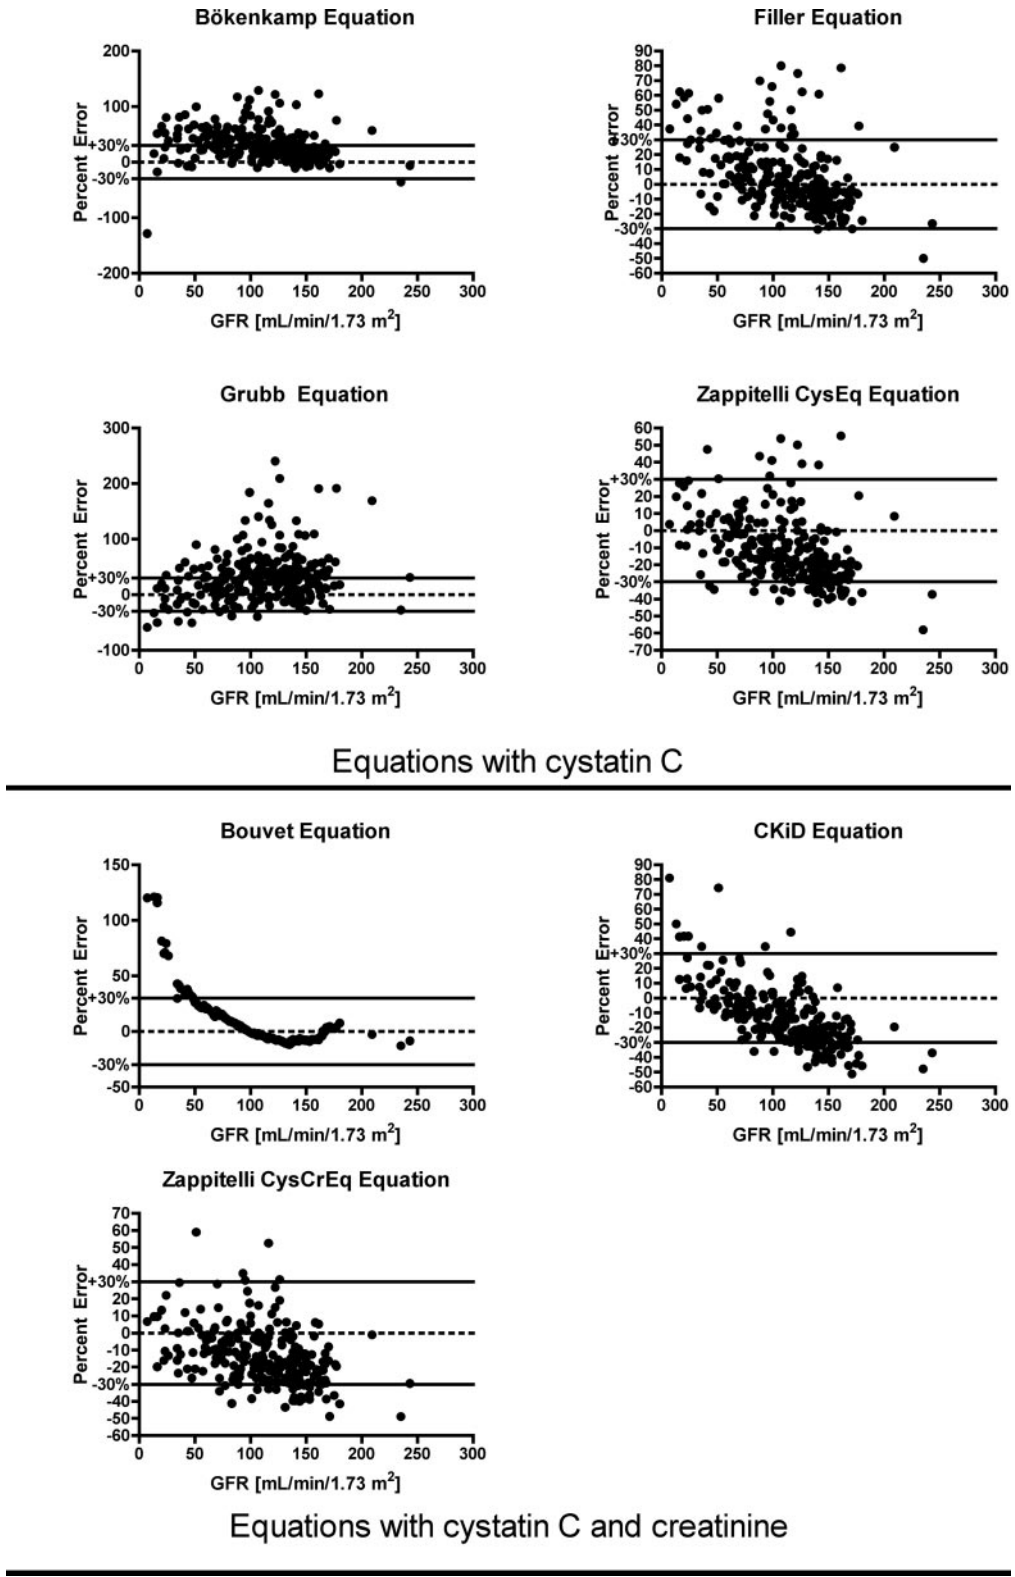 Bökenkamp Equation
Percent Error
200
100
+30%
0
-30%
-100
-200
0 50 100 150 200 250 300
GFR [mL/min/1.73 m²]
Filler Equation
Percent error
90
80
70
60
50
40
+30%
20
10
0
-10
-20
-30%
-40
-50
-60
0 50 100 150 200 250 300
GFR [mL/min/1.73 m²]
Grubb Equation
Percent Error
300
200
100
+30%
0
-30%
-100
0 50 100 150 200 250 300
GFR [mL/min/1.73 m²]
Zappitelli CysEq Equation
Percent Error
60
50
40
+30%
20
10
0
-10
-20
-30%
-40
-50
-60
-70
0 50 100 150 200 250 300
GFR [mL/min/1.73 m²]
Equations with cystatin C
Bouvet Equation
Percent Error
150
100
50
+30%
0
-30%
-50
0 50 100 150 200 250 300
GFR [mL/min/1.73 m²]
CKiD Equation
Percent Error
90
80
70
60
50
40
+30%
20
10
0
-10
-20
-30%
-40
-50
-60
0 50 100 150 200 250 300
GFR [mL/min/1.73 m²]
Zappitelli CysCrEq Equation
Percent Error
70
60
50
40
+30%
20
10
0
-10
-20
-30%
-40
-50
-60
0 50 100 150 200 250 300
GFR [mL/min/1.73 m²]
Equations with cystatin C and creatinine